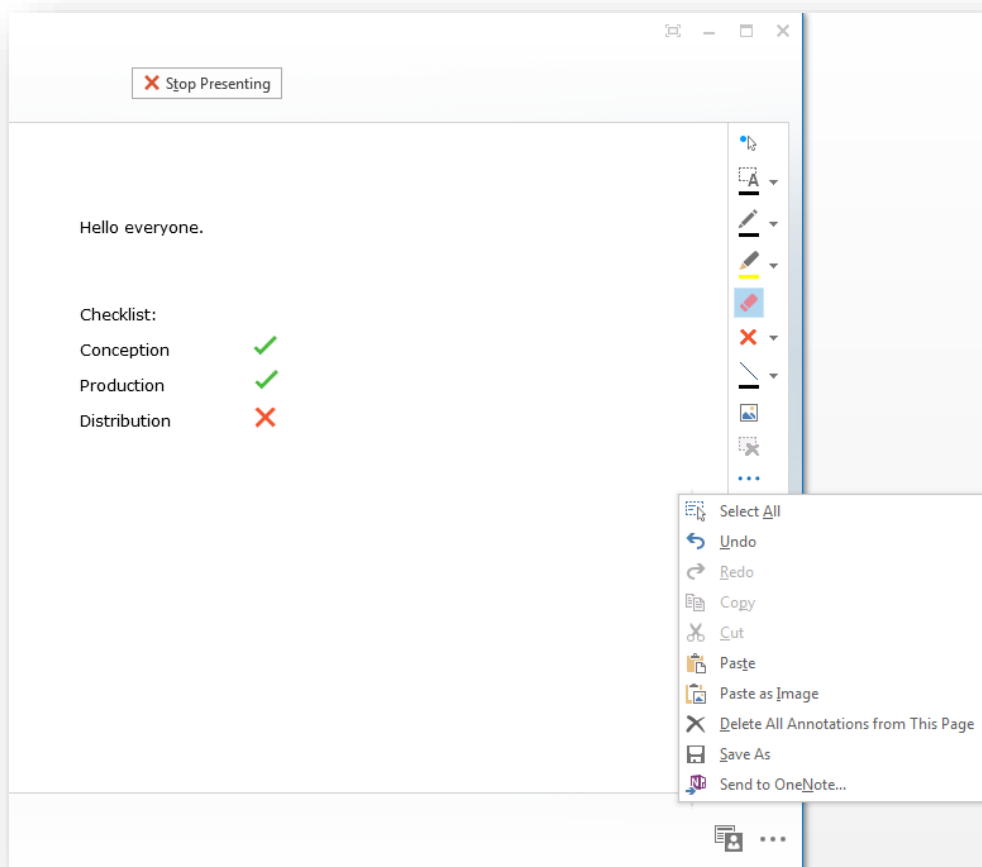 Stop Presenting
Hello everyone.
Checklist:
Conception
Production
Distribution
Select All
Undo
Redo
Copy
Cut
Paste
Paste as Image
Delete All Annotations from This Page
Save As
Send to OneNote...